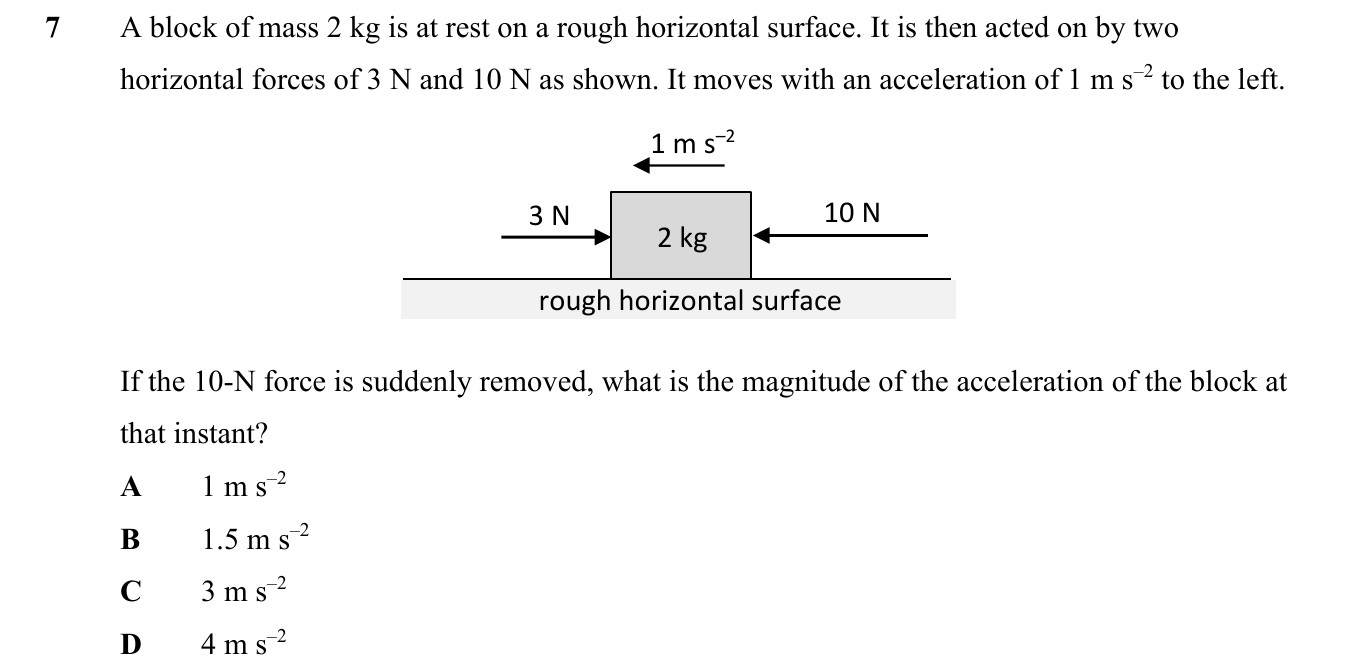 7 A block of mass 2 kg is at rest on a rough horizontal surface. It is then acted on by two
horizontal forces of 3 N and 10 N as shown. It moves with an acceleration of 1 m s⁻² to the left.
1 m s⁻²
3 N
10 N
2 kg
rough horizontal surface
If the 10-N force is suddenly removed, what is the magnitude of the acceleration of the block at
that instant?
A 1 m s⁻²
B 1.5 m s⁻²
C 3 m s⁻²
D 4 m s⁻²